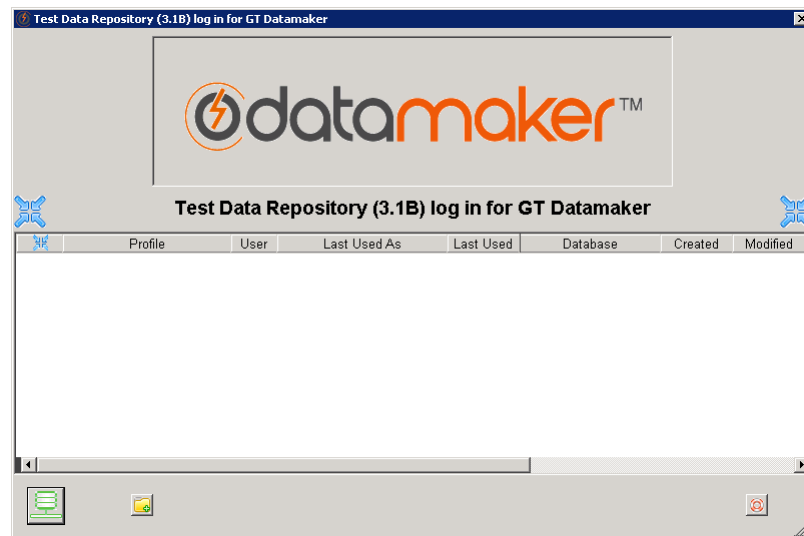 Test Data Repository (3.1B) log in for GT Datamaker
datamaker™
Test Data Repository (3.1B) log in for GT Datamaker
Profile User Last Used As Last Used Database Created Modified